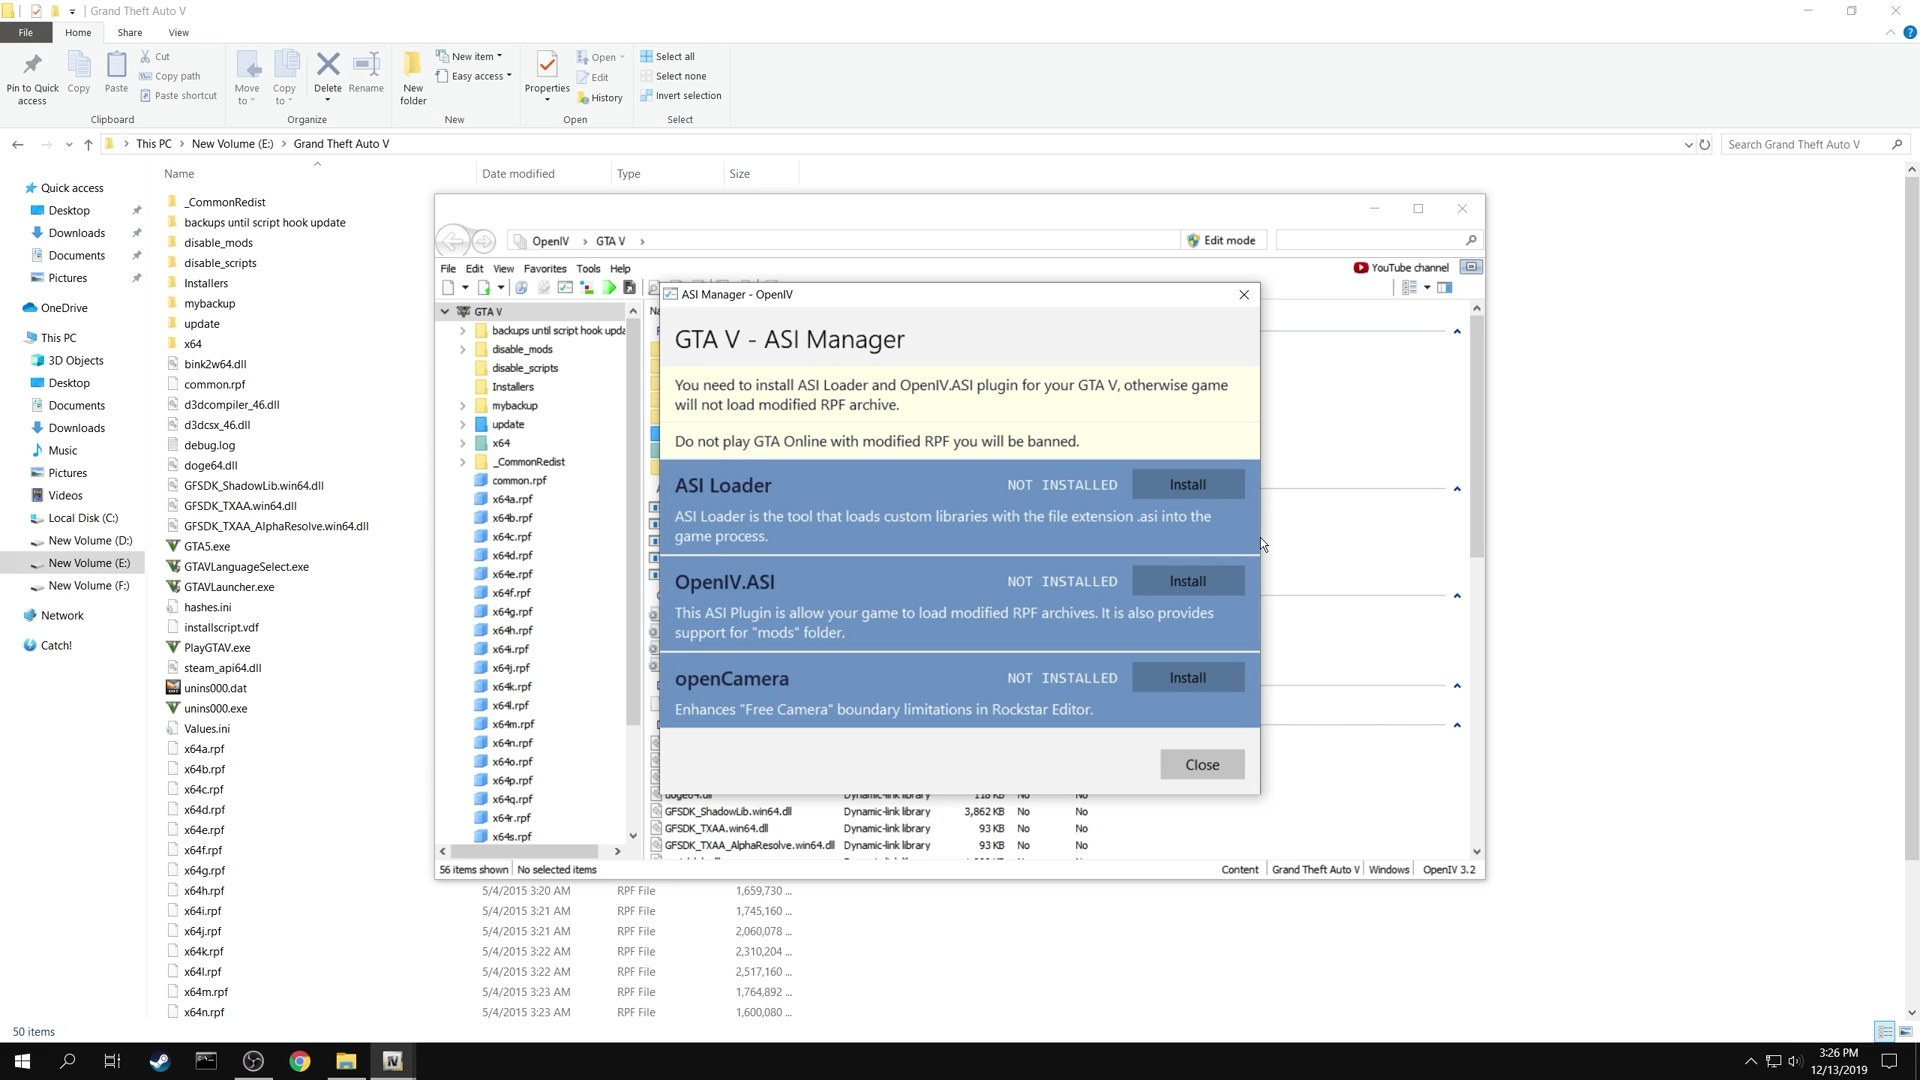 Grand Theft Auto V
File
Home
Share
View
Pin to Quick access
Copy
Paste
Cut
Copy path
Paste shortcut
Clipboard
Move to
Copy to
Delete
Rename
Organize
New folder
New item
Easy access
New
Properties
Open
Edit
History
Open
Select all
Select none
Invert selection
Select
This PC
New Volume (E:)
Grand Theft Auto V
Search Grand Theft Auto V
Name
Date modified
Type
Size
Quick access
Desktop
Downloads
Documents
Pictures
OneDrive
This PC
3D Objects
Desktop
Documents
Downloads
Music
Pictures
Videos
Local Disk (C:)
New Volume (D:)
New Volume (E:)
New Volume (F:)
Network
Catch!
_CommonRedist
backups until script hook update
disable_mods
disable_scripts
Installers
mybackup
update
x64
bink2w64.dll
common.rpf
d3dcompiler_46.dll
d3dcsx_46.dll
debug.log
doge64.dll
GFSDK_ShadowLib.win64.dll
GFSDK_TXAA.win64.dll
GFSDK_TXAA_AlphaResolve.win64.dll
GTA5.exe
GTAVLanguageSelect.exe
GTAVLauncher.exe
hashes.ini
installscript.vdf
PlayGTAV.exe
steam_api64.dll
unins000.dat
unins000.exe
Values.ini
x64a.rpf
x64b.rpf
x64c.rpf
x64d.rpf
x64e.rpf
x64f.rpf
x64g.rpf
x64h.rpf 5/4/2015 3:20 AM RPF File 1,659,730 ...
x64i.rpf 5/4/2015 3:21 AM RPF File 1,745,160 ...
x64j.rpf 5/4/2015 3:21 AM RPF File 2,060,078 ...
x64k.rpf 5/4/2015 3:22 AM RPF File 2,310,204 ...
x64l.rpf 5/4/2015 3:22 AM RPF File 2,517,160 ...
x64m.rpf 5/4/2015 3:23 AM RPF File 1,764,892 ...
x64n.rpf 5/4/2015 3:23 AM RPF File 1,600,080 ...
50 items
OpenIV
GTA V
Edit mode
File Edit View Favorites Tools Help
YouTube channel
GTA V
backups until script hook upda
disable_mods
disable_scripts
Installers
mybackup
update
x64
_CommonRedist
common.rpf
x64a.rpf
x64b.rpf
x64c.rpf
x64d.rpf
x64e.rpf
x64f.rpf
x64g.rpf
x64h.rpf
x64i.rpf
x64j.rpf
x64k.rpf
x64l.rpf
x64m.rpf
x64n.rpf
x64o.rpf
x64p.rpf
x64q.rpf
x64r.rpf
x64s.rpf
ASI Manager - OpenIV
GTA V - ASI Manager
You need to install ASI Loader and OpenIV.ASI plugin for your GTA V, otherwise game
will not load modified RPF archive.
Do not play GTA Online with modified RPF you will be banned.
ASI Loader NOT INSTALLED Install
ASI Loader is the tool that loads custom libraries with the file extension .asi into the
game process.
OpenIV.ASI NOT INSTALLED Install
This ASI Plugin is allow your game to load modified RPF archives. It is also provides
support for "mods" folder.
openCamera NOT INSTALLED Install
Enhances "Free Camera" boundary limitations in Rockstar Editor.
Close
doge64.dll Dynamic-link library 118 KB No No
GFSDK_ShadowLib.win64.dll Dynamic-link library 3,862 KB No No
GFSDK_TXAA.win64.dll Dynamic-link library 93 KB No No
GFSDK_TXAA_AlphaResolve.win64.dll Dynamic-link library 93 KB No No
56 items shown No selected items
Content Grand Theft Auto V Windows OpenIV 3.2
IV
3:26 PM
12/13/2019